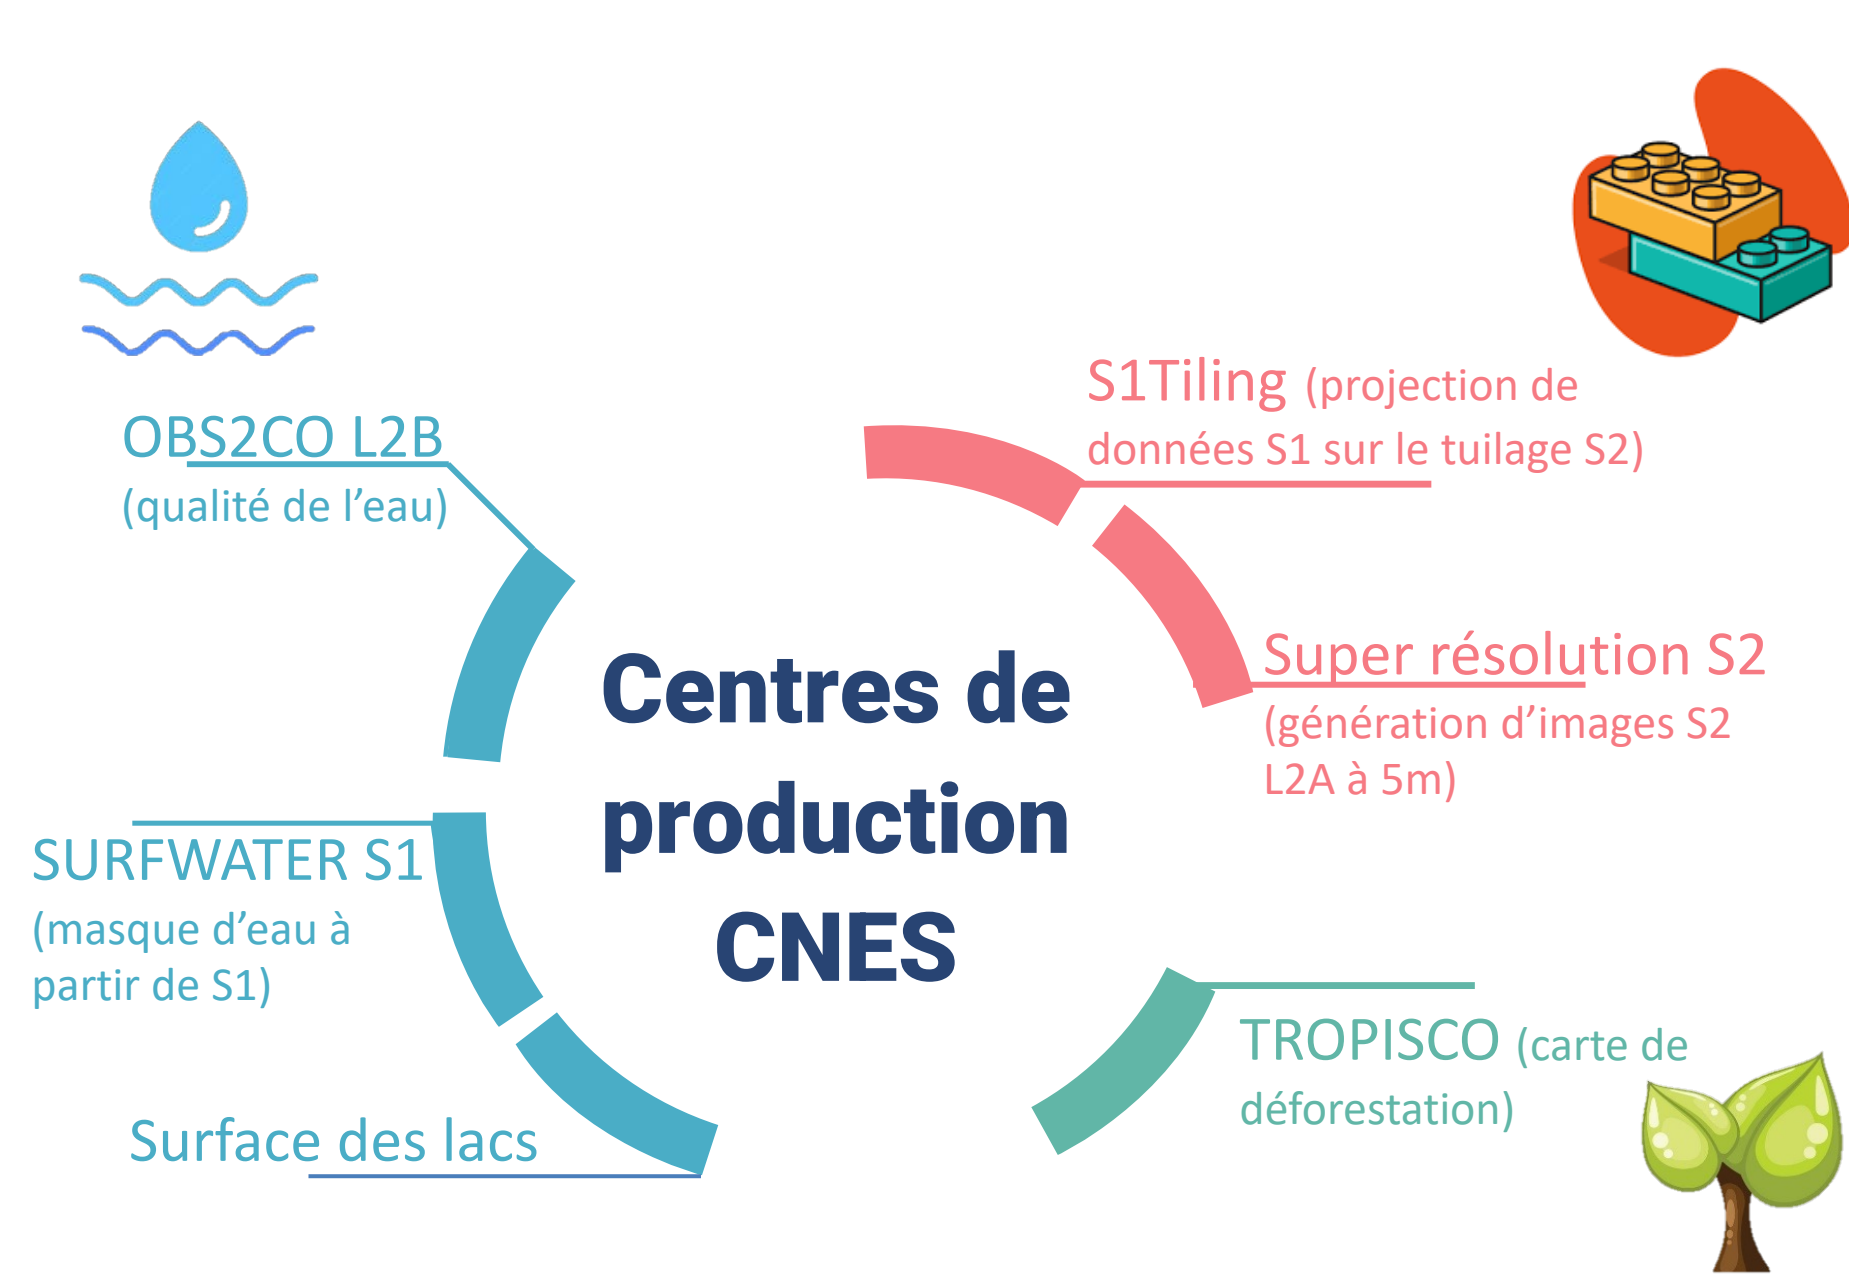 OBS2CO L2B
(qualité de l’eau)
SURFWATER S1
(masque d’eau à
partir de S1)
Surface des lacs
Centres de
production
CNES
S1Tiling (projection de
données S1 sur le tuilage S2)
Super résolution S2
(génération d’images S2
L2A à 5m)
TROPISCO (carte de
déforestation)